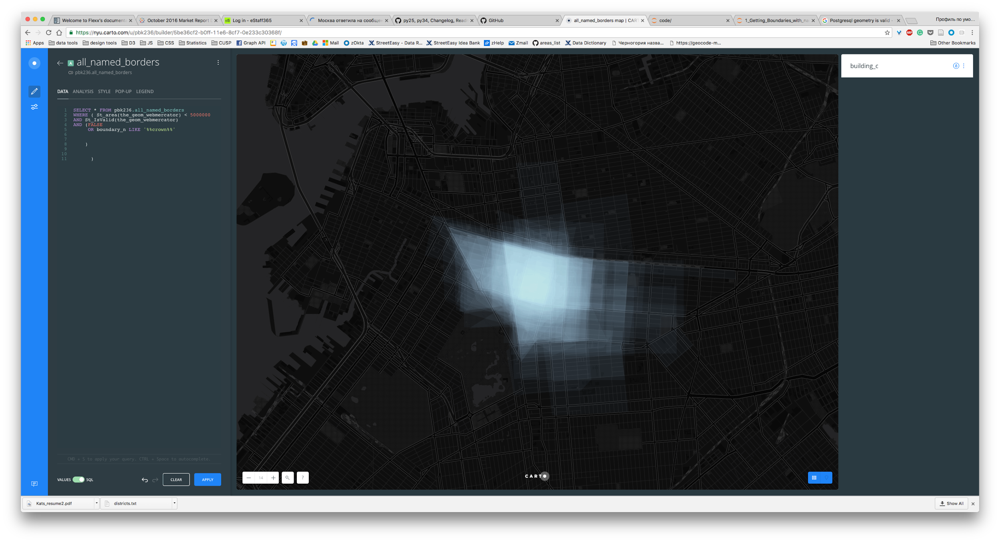 Welcome to Flexx's documenta
October 2016 Market Report
Log in - eStaff365
Москва ответила на сообщен
py25, py34, Changelog, Readm
GitHub
all_named_borders map | CART
code/
1_Getting_Boundaries_with_na
Postgresql geometry is valid -
Профиль по умо...
https://nyu.carto.com/u/pbk236/builder/5be36cf2-b0ff-11e6-8cf7-0e233c30368f/
Apps
data tools
design tools
D3
JS
CSS
Statistics
CUSP
Graph API
Mail
zOkta
StreetEasy - Data R...
StreetEasy Idea Bank
zHelp
Zmail
areas_list
Data Dictionary
Черногория назва...
https://geocode-m...
Other Bookmarks
A all_named_borders
pbk236.all_named_borders
DATA ANALYSIS STYLE POP-UP LEGEND
1 SELECT * FROM pbk236.all_named_borders
2 WHERE ( St_area(the_geom_webmercator) < 5000000
3 AND St_IsValid(the_geom_webmercator)
4 AND (FALSE
5 OR boundary_n LIKE '%%crown%%'
6
7
8 )
9
10
11 )
CMD + S to apply your query. CTRL + Space to autocomplete.
VALUES SQL
CLEAR
APPLY
14
?
CARTO
building_c
Kats_resume2.pdf
districts.txt
Show All